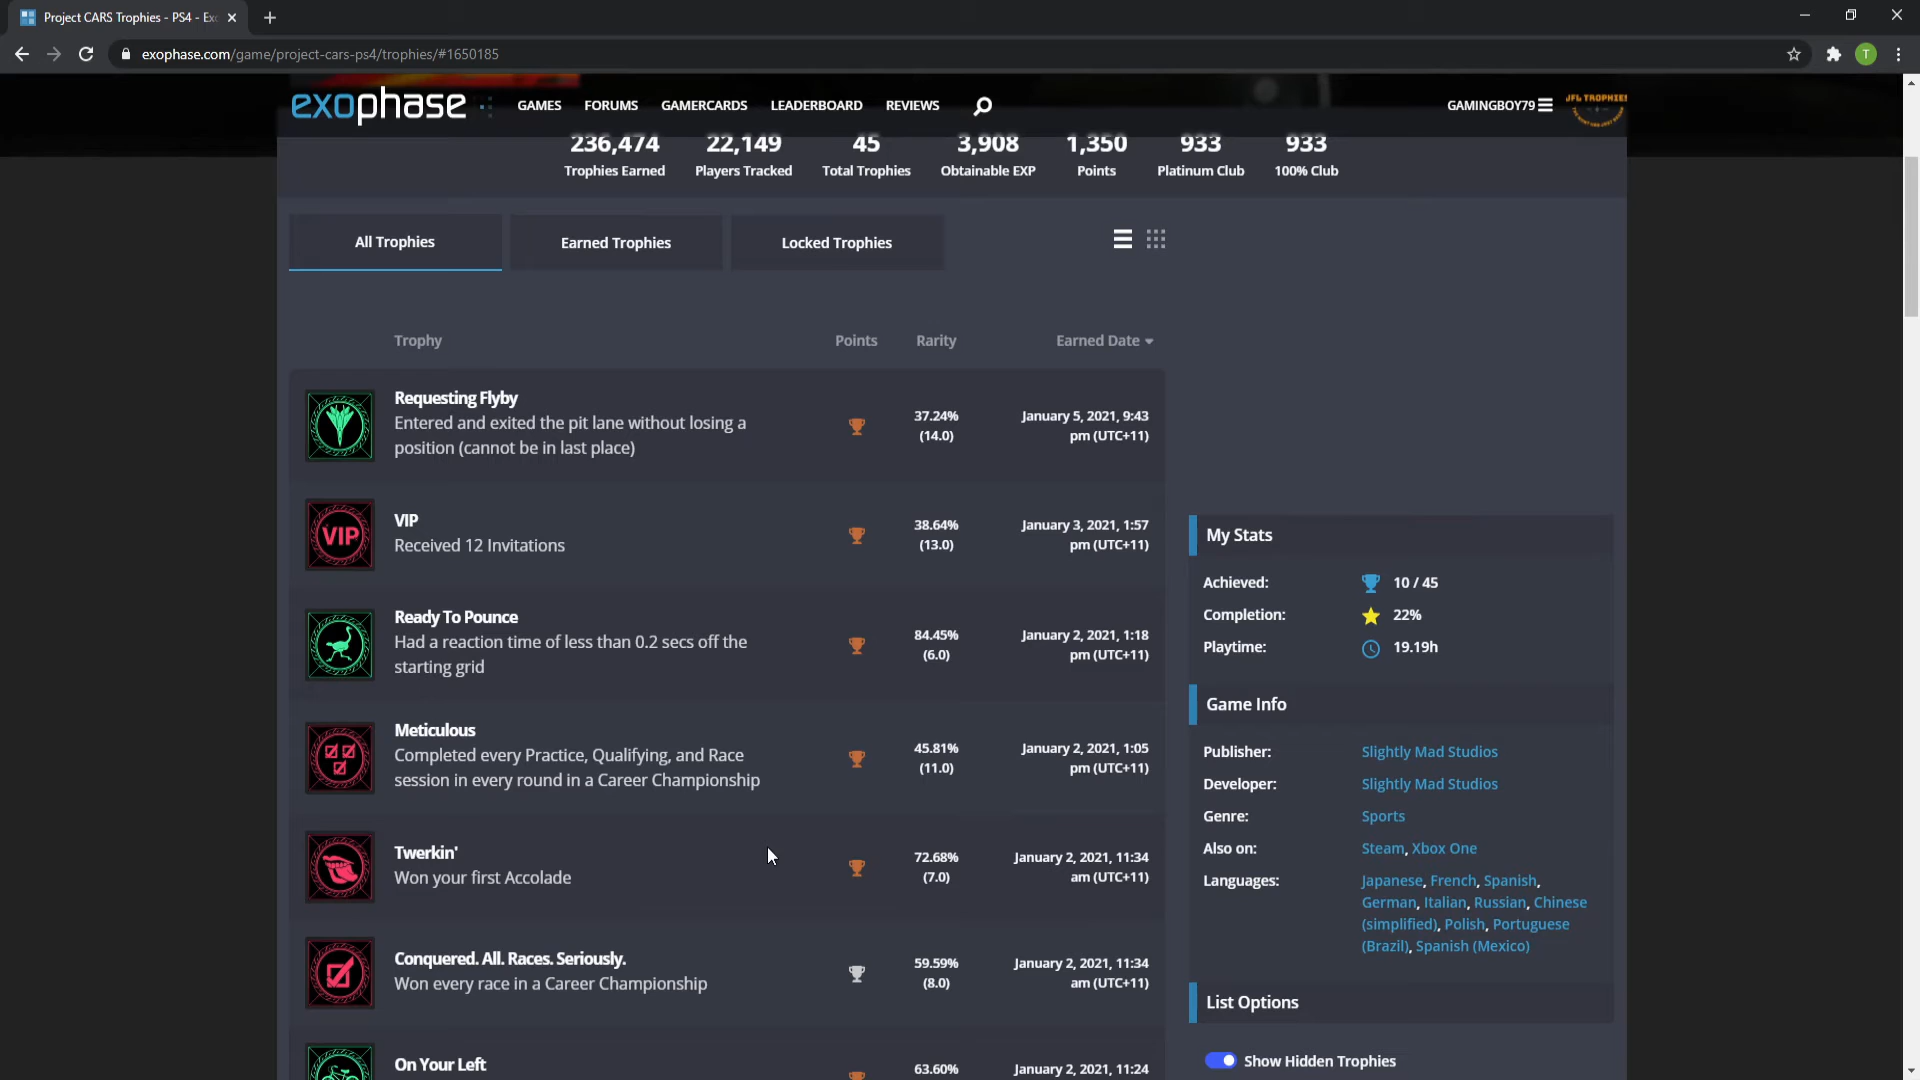 Project CARS Trophies - PS4 - Exo
exophase.com/game/project-cars-ps4/trophies/#1650185
T
exophase
GAMES FORUMS GAMERCARDS LEADERBOARD REVIEWS
GAMINGBOY79
JFL TROPHIES
236,474 22,149 45 3,908 1,350 933 933
Trophies Earned Players Tracked Total Trophies Obtainable EXP Points Platinum Club 100% Club
All Trophies Earned Trophies Locked Trophies
Trophy Points Rarity Earned Date
Requesting Flyby
Entered and exited the pit lane without losing a
position (cannot be in last place)
37.24%
(14.0)
January 5, 2021, 9:43
pm (UTC+11)
VIP
VIP
Received 12 Invitations
38.64%
(13.0)
January 3, 2021, 1:57
pm (UTC+11)
Ready To Pounce
Had a reaction time of less than 0.2 secs off the
starting grid
84.45%
(6.0)
January 2, 2021, 1:18
pm (UTC+11)
Meticulous
Completed every Practice, Qualifying, and Race
session in every round in a Career Championship
45.81%
(11.0)
January 2, 2021, 1:05
pm (UTC+11)
Twerkin'
Won your first Accolade
72.68%
(7.0)
January 2, 2021, 11:34
am (UTC+11)
Conquered. All. Races. Seriously.
Won every race in a Career Championship
59.59%
(8.0)
January 2, 2021, 11:34
am (UTC+11)
On Your Left
63.60%
January 2, 2021, 11:24
My Stats
Achieved: 10 / 45
Completion: 22%
Playtime: 19.19h
Game Info
Publisher: Slightly Mad Studios
Developer: Slightly Mad Studios
Genre: Sports
Also on: Steam, Xbox One
Languages: Japanese, French, Spanish,
German, Italian, Russian, Chinese
(simplified), Polish, Portuguese
(Brazil), Spanish (Mexico)
List Options
Show Hidden Trophies